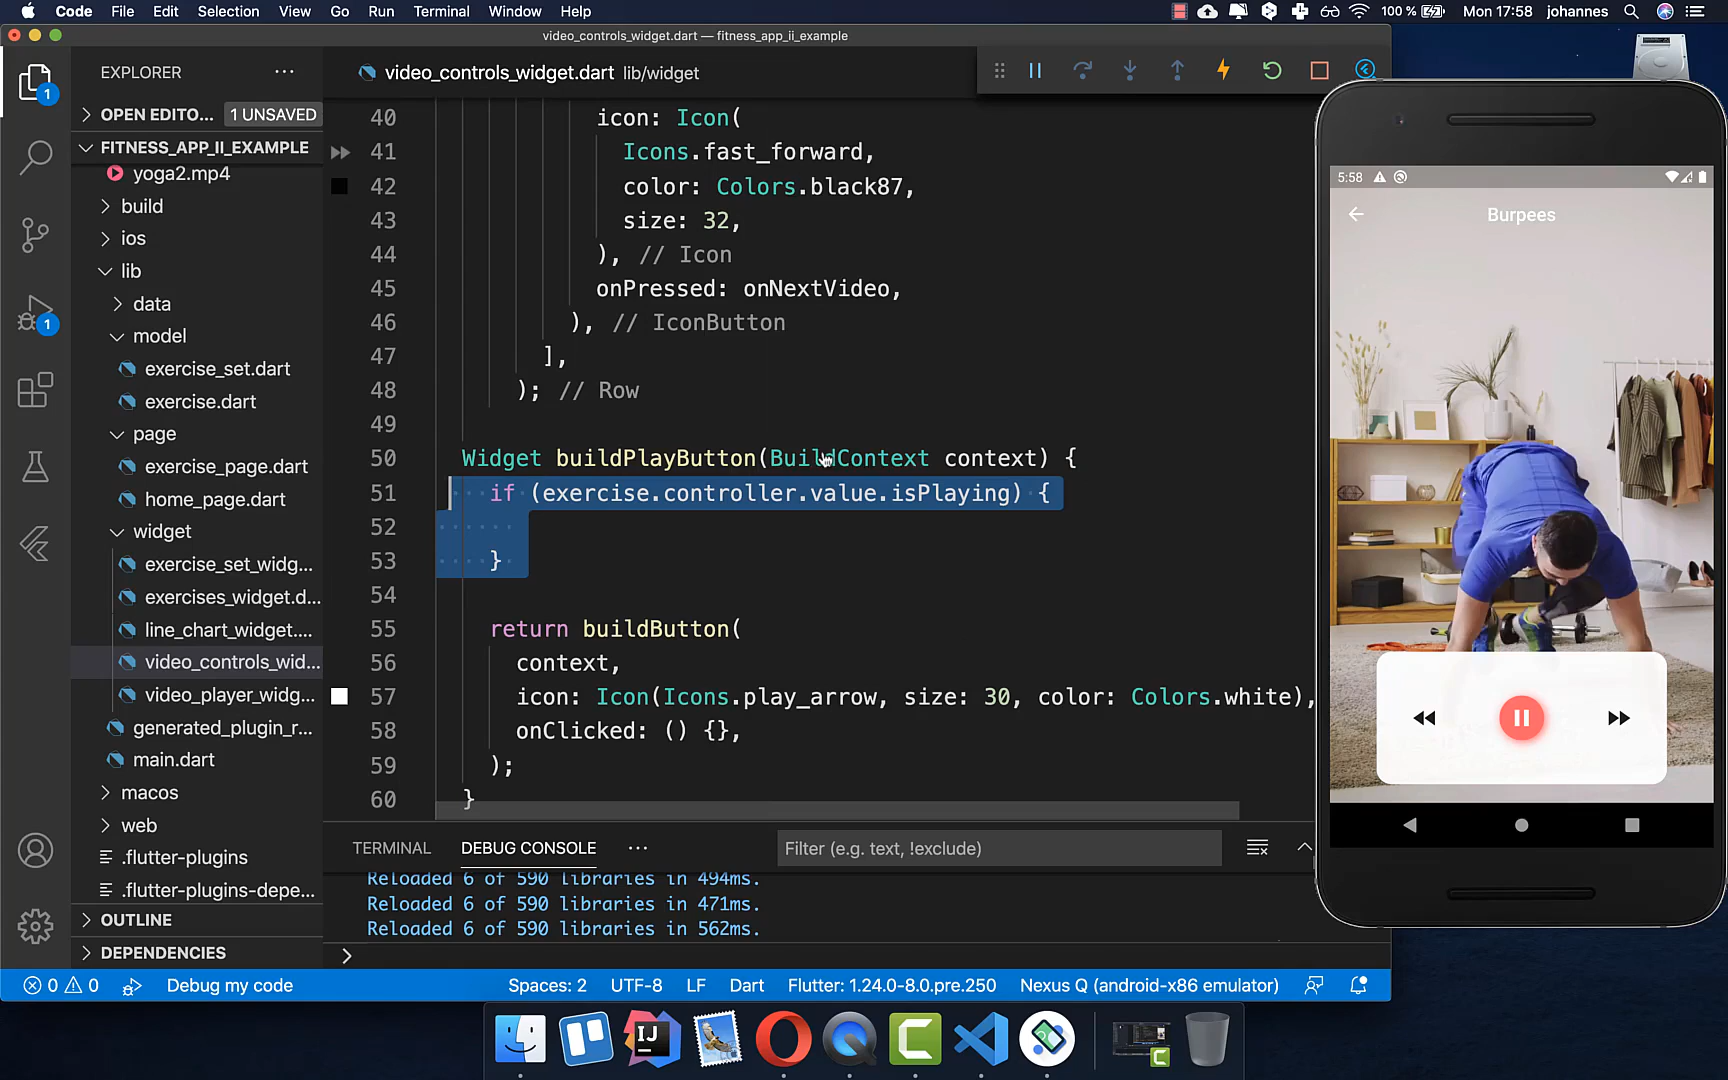 Code File Edit Selection View Go Run Terminal Window Help
100 % Mon 17:58 johannes
video_controls_widget.dart — fitness_app_ii_example
EXPLORER
OPEN EDITO... 1 UNSAVED
FITNESS_APP_II_EXAMPLE
yoga2.mp4
build
ios
lib
data
model
exercise_set.dart
exercise.dart
page
exercise_page.dart
home_page.dart
widget
exercise_set_widg...
exercises_widget.d...
line_chart_widget....
video_controls_wid...
video_player_widg...
generated_plugin_r...
main.dart
macos
web
.flutter-plugins
.flutter-plugins-depe...
OUTLINE
DEPENDENCIES
1
1
video_controls_widget.dart lib/widget
40 icon: Icon(
41 Icons.fast_forward,
42 color: Colors.black87,
43 size: 32,
44 ), // Icon
45 onPressed: onNextVideo,
46 ), // IconButton
47 ],
48 ); // Row
49
50 Widget buildPlayButton(BuildContext context) {
51 if (exercise.controller.value.isPlaying) {
52
53 }
54
55 return buildButton(
56 context,
57 icon: Icon(Icons.play_arrow, size: 30, color: Colors.white),
58 onClicked: () {},
59 );
60 }
TERMINAL DEBUG CONSOLE ··· Filter (e.g. text, !exclude)
Reloaded 6 of 590 libraries in 494ms.
Reloaded 6 of 590 libraries in 471ms.
Reloaded 6 of 590 libraries in 562ms.
0 0 Debug my code Spaces: 2 UTF-8 LF Dart Flutter: 1.24.0-8.0.pre.250 Nexus Q (android-x86 emulator)
5:58
Burpees
IJ
C